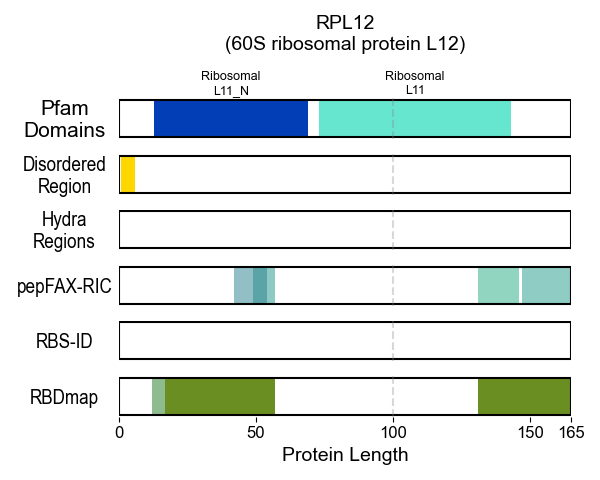 RPL12
(60S ribosomal protein L12)
Ribosomal
L11_N
Ribosomal
L11
Pfam
Domains
Disordered
Region
Hydra
Regions
pepFAX-RIC
RBS-ID
RBDmap
0 50 100 150 165
Protein Length